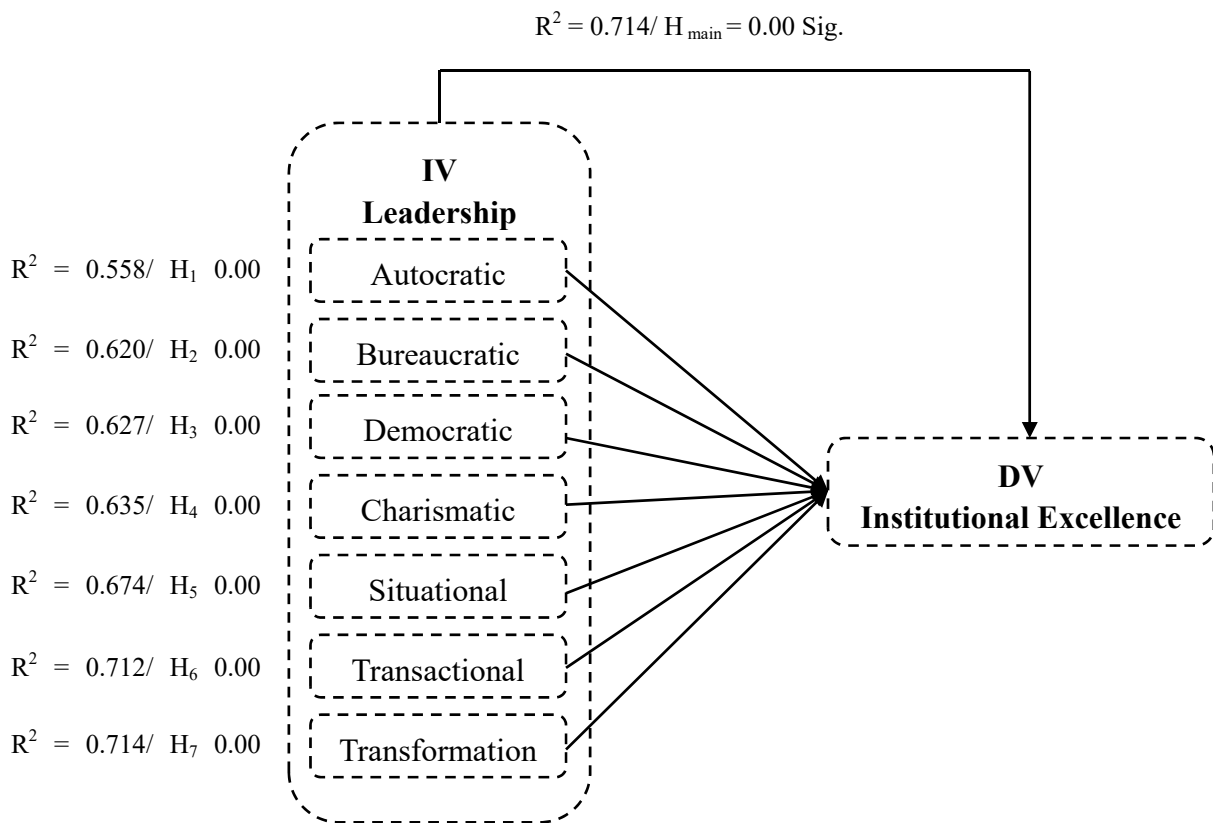 R² = 0.714/ H main = 0.00 Sig.
IV
Leadership
R² = 0.558/ H₁ 0.00
Autocratic
R² = 0.620/ H₂ 0.00
Bureaucratic
R² = 0.627/ H₃ 0.00
Democratic
R² = 0.635/ H₄ 0.00
Charismatic
R² = 0.674/ H₅ 0.00
Situational
R² = 0.712/ H₆ 0.00
Transactional
R² = 0.714/ H₇ 0.00
Transformation
DV
Institutional Excellence